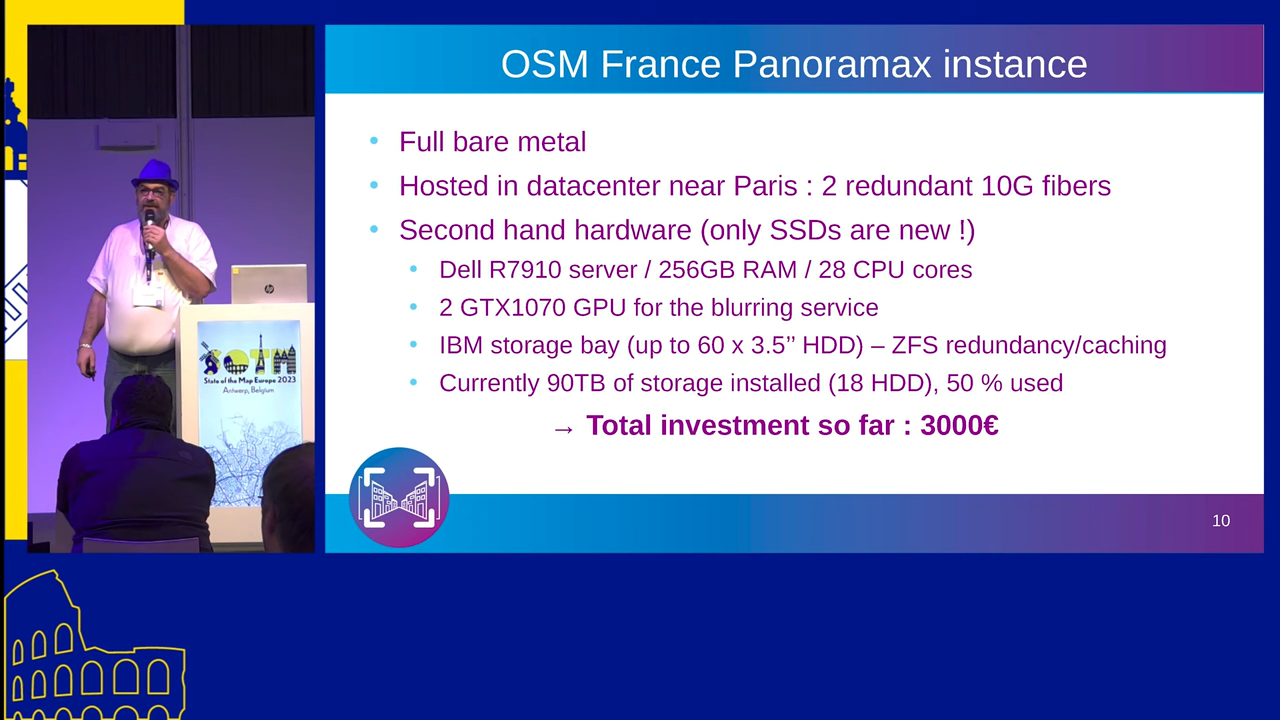 OSM France Panoramax instance
Full bare metal
Hosted in datacenter near Paris : 2 redundant 10G fibers
Second hand hardware (only SSDs are new !)
Dell R7910 server / 256GB RAM / 28 CPU cores
2 GTX1070 GPU for the blurring service
IBM storage bay (up to 60 x 3.5’’ HDD) – ZFS redundancy/caching
Currently 90TB of storage installed (18 HDD), 50 % used
→ Total investment so far : 3000€
10
hp
SOTM
State of the Map Europe 2023
Antwerp, Belgium